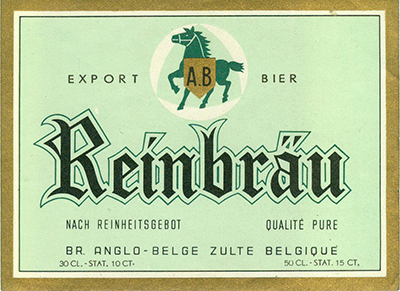 A.B
EXPORT BIER
Reinbräu
NACH REINHEITSGEBOT QUALITÉ PURE
BR. ANGLO-BELGE ZULTE BELGIQUE
30 CL.-STAT. 10 CT. 50 CL.-STAT. 15 CT.